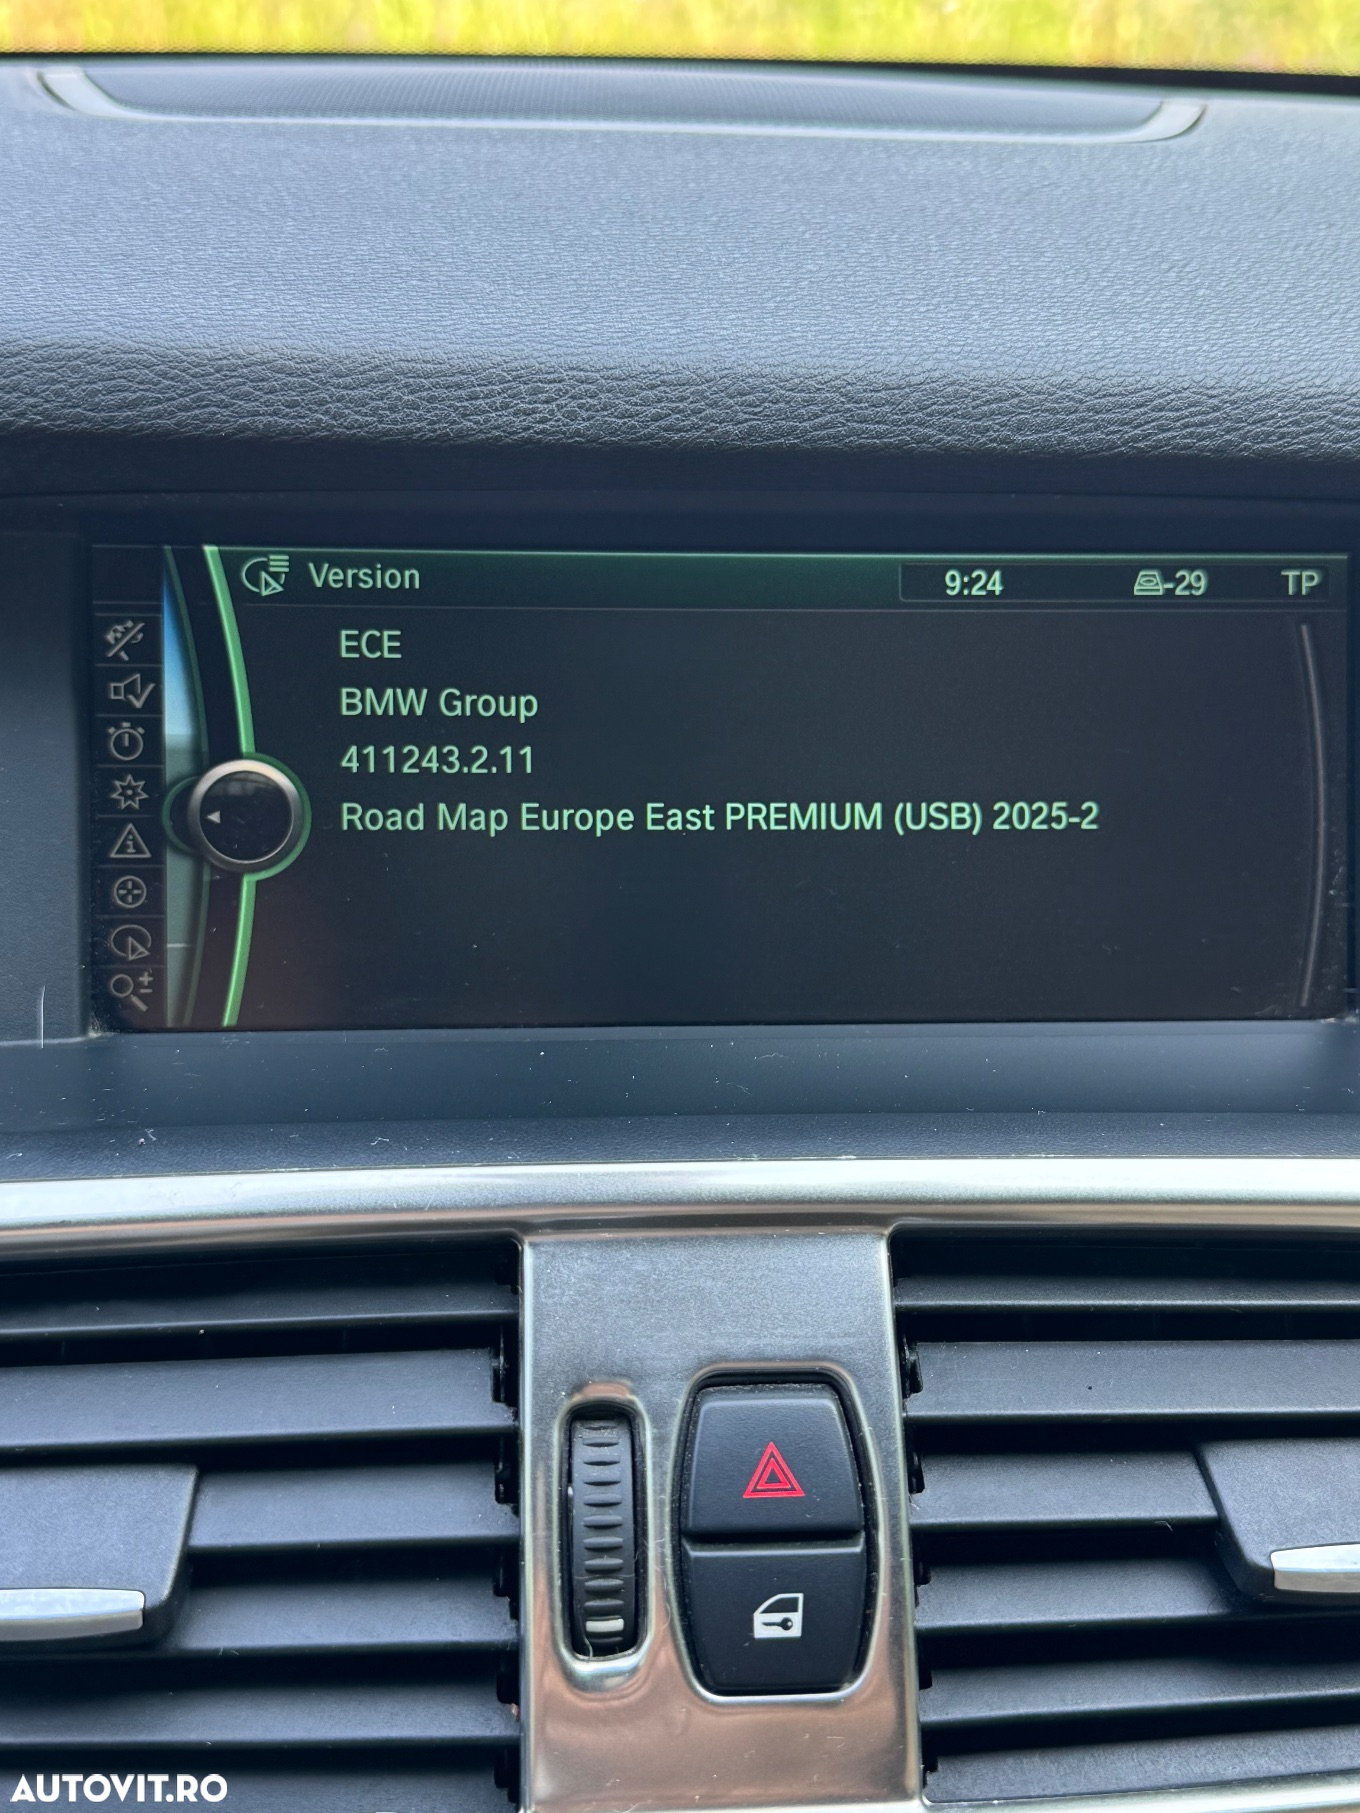 Version
9:24
-29
TP
ECE
BMW Group
411243.2.11
Road Map Europe East PREMIUM (USB) 2025-2
AUTOVIT.RO